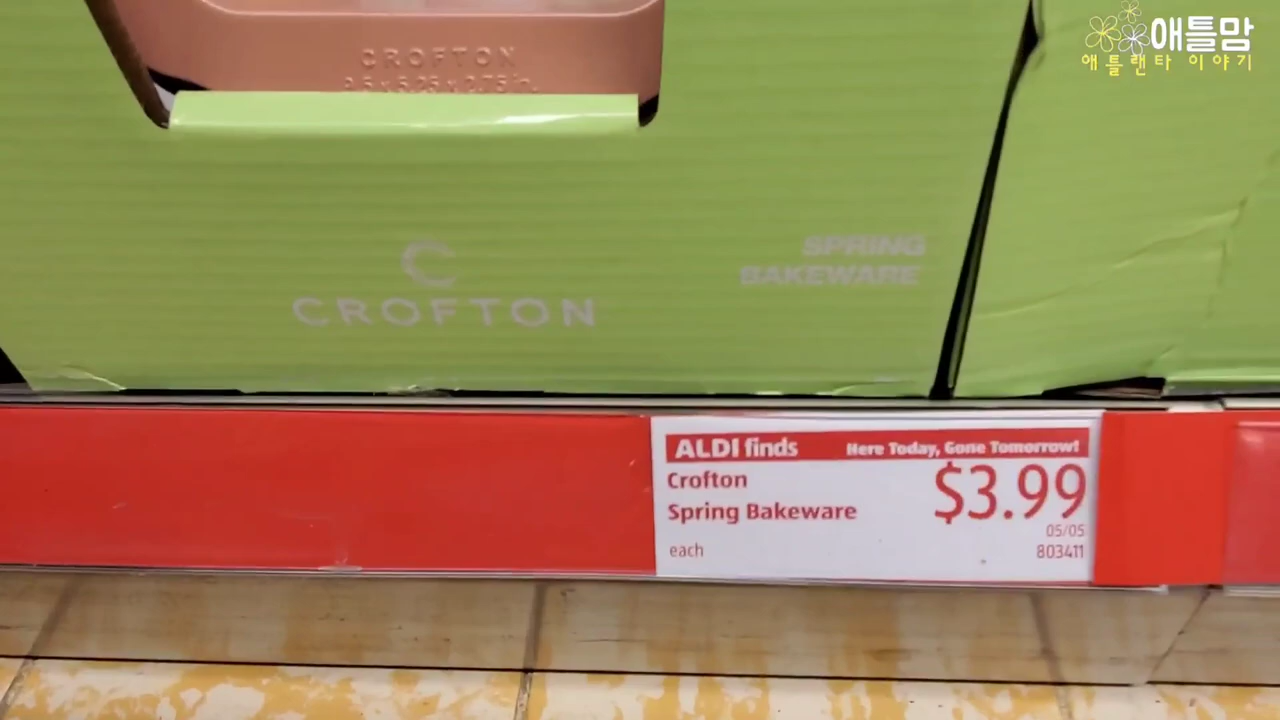 애틀맘
애틀랜타 이야기
CROFTON
SPRING
BAKEWARE
C
CROFTON
ALDI finds Here Today, Gone Tomorrow!
Crofton
Spring Bakeware
$3.99
05/05
each
803411